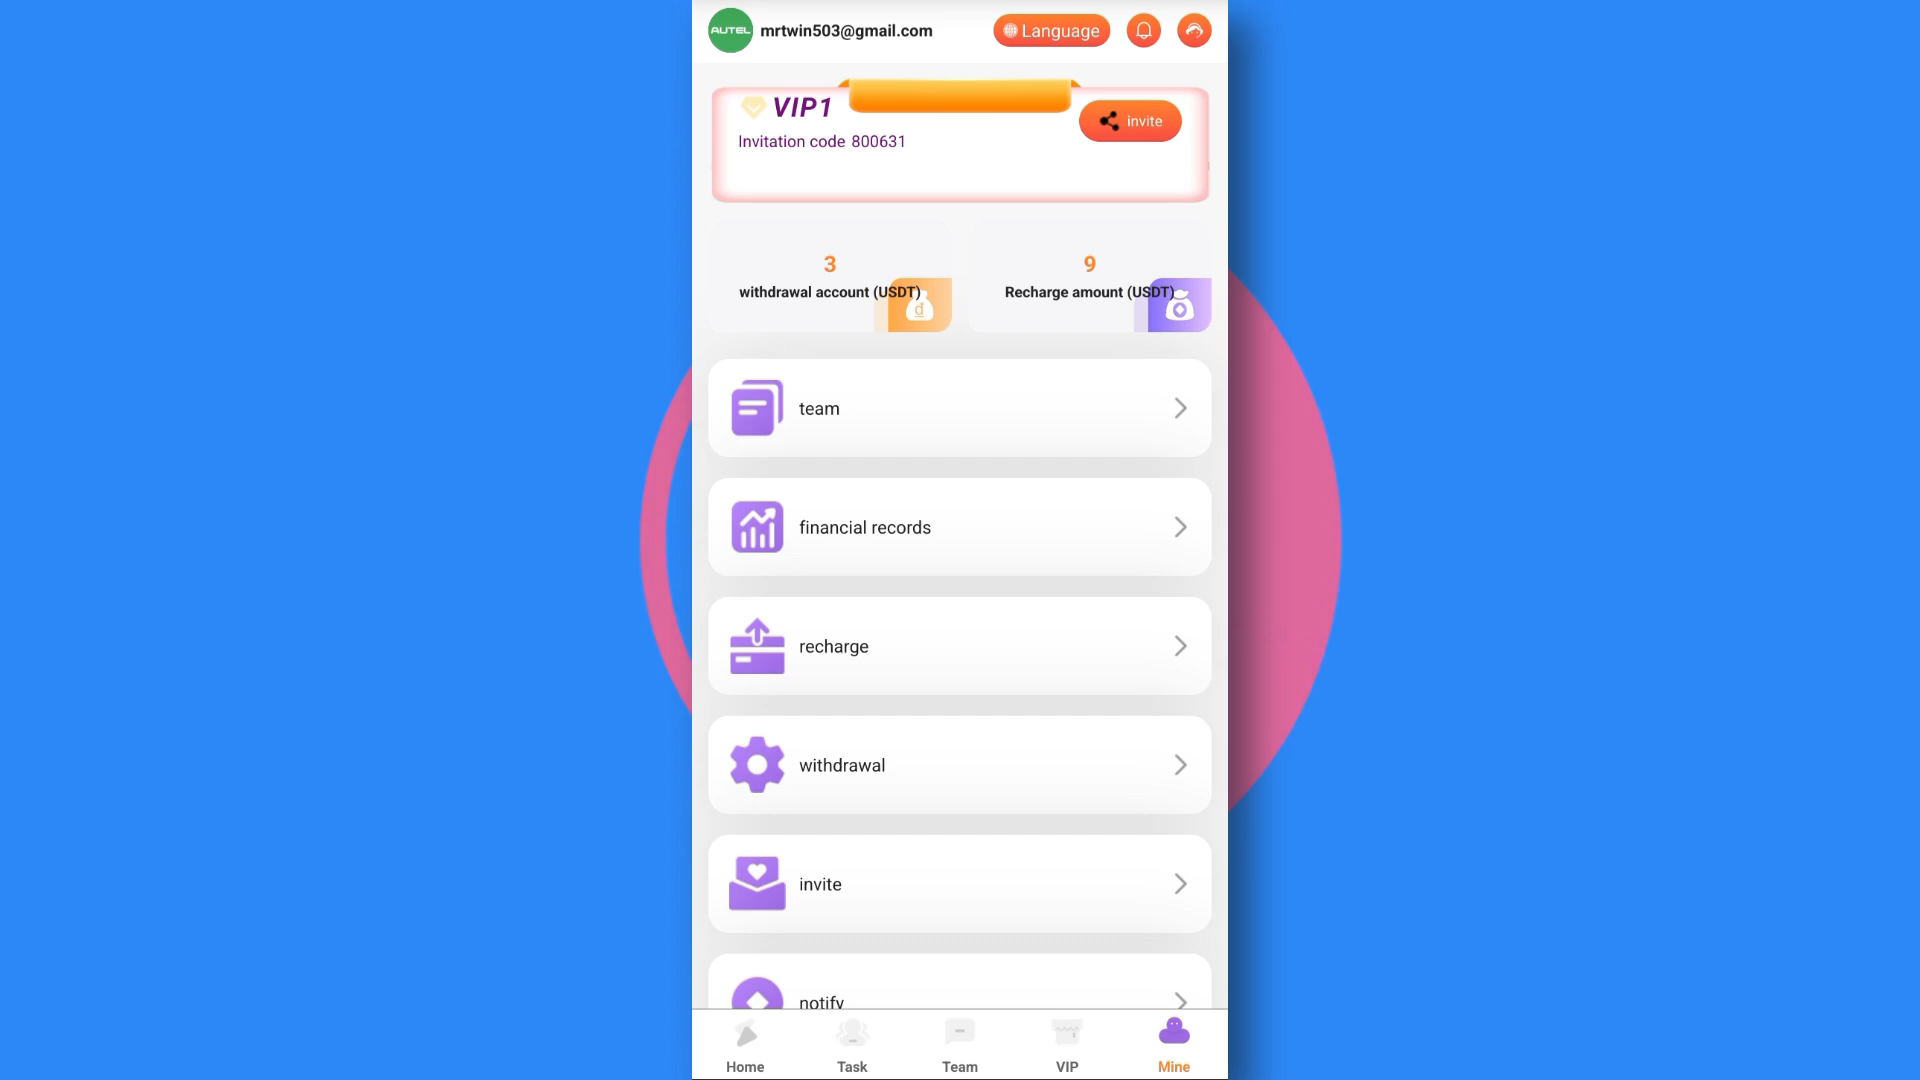 AUTEL
mrtwin503@gmail.com
Language
VIP1
invite
Invitation code 800631
3
9
withdrawal account (USDT)
Recharge amount (USDT)
team
financial records
recharge
withdrawal
invite
notify
Home
Task
Team
VIP
Mine